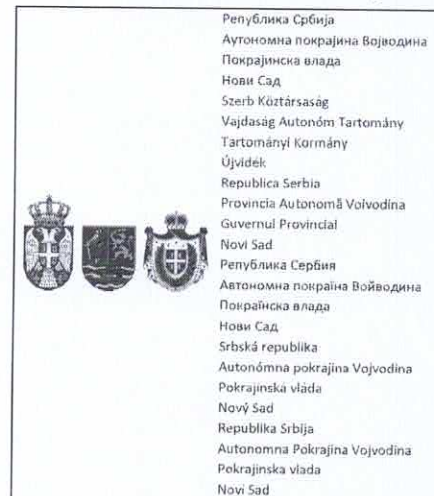 Република Србија
Аутономна покрајина Војводина
Покрајинска влада
Нови Сад
Szerb Köztársaság
Vajdaság Autonóm Tartomány
Tartományi Kormány
Újvidék
Republica Serbia
Provincia Autonomă Voivodina
Guvernul Provincial
Novi Sad
Република Сербия
Автономна покраїна Войводина
Покраїнска влада
Нови Сад
Srbská republika
Autonómna pokrajina Vojvodina
Pokrajinská vláda
Nový Sad
Republika Srbija
Autonomna Pokrajina Vojvodina
Pokrajinska vlada
Novi Sad